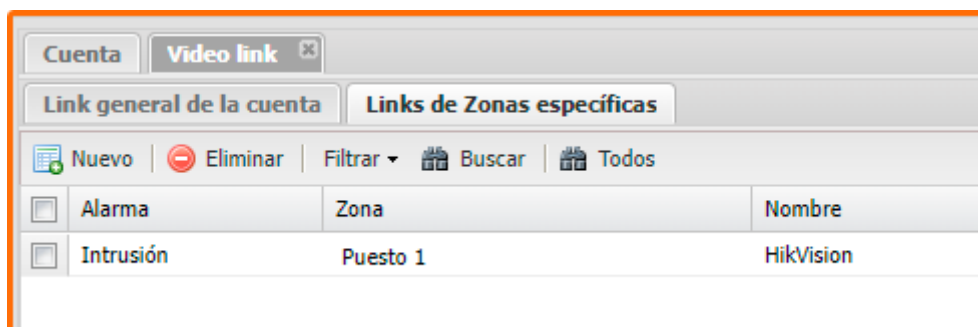 Cuenta Video link
Link general de la cuenta Links de Zonas específicas
Nuevo Eliminar Filtrar Buscar Todos
Alarma Zona Nombre
Intrusión Puesto 1 HikVision